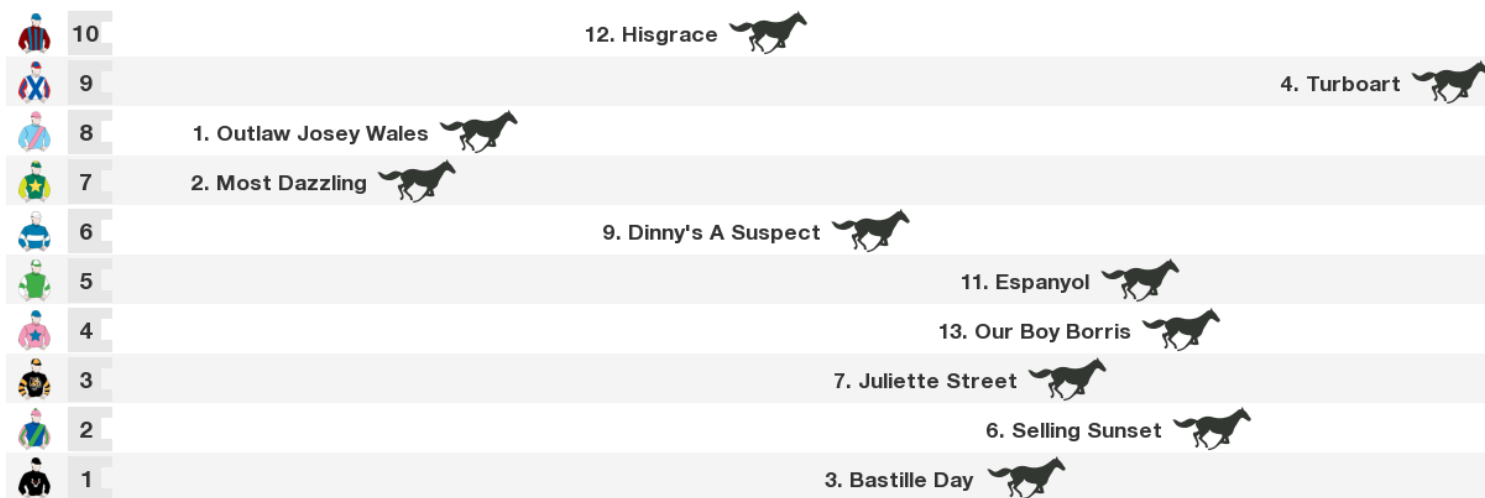 10 12. Hisgrace
9 4. Turboart
8 1. Outlaw Josey Wales
7 2. Most Dazzling
6 9. Dinny's A Suspect
5 11. Espanyol
4 13. Our Boy Borris
3 7. Juliette Street
2 6. Selling Sunset
1 3. Bastille Day